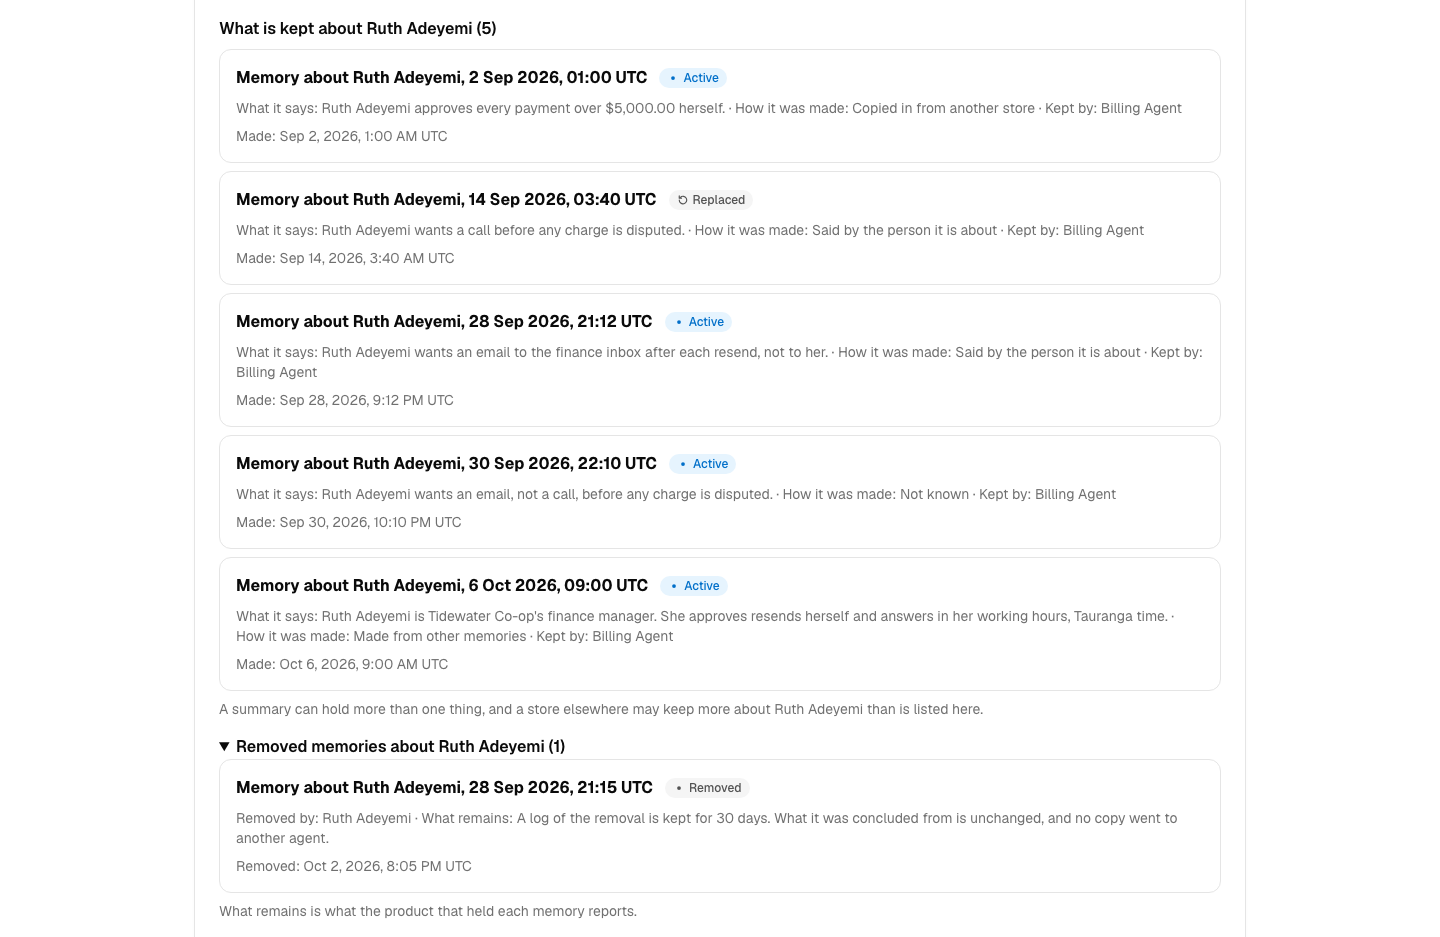 What is kept about Ruth Adeyemi (5)
Memory about Ruth Adeyemi, 2 Sep 2026, 01:00 UTC • Active
What it says: Ruth Adeyemi approves every payment over $5,000.00 herself. · How it was made: Copied in from another store · Kept by: Billing Agent
Made: Sep 2, 2026, 1:00 AM UTC
Memory about Ruth Adeyemi, 14 Sep 2026, 03:40 UTC Replaced
What it says: Ruth Adeyemi wants a call before any charge is disputed. · How it was made: Said by the person it is about · Kept by: Billing Agent
Made: Sep 14, 2026, 3:40 AM UTC
Memory about Ruth Adeyemi, 28 Sep 2026, 21:12 UTC • Active
What it says: Ruth Adeyemi wants an email to the finance inbox after each resend, not to her. · How it was made: Said by the person it is about · Kept by:
Billing Agent
Made: Sep 28, 2026, 9:12 PM UTC
Memory about Ruth Adeyemi, 30 Sep 2026, 22:10 UTC • Active
What it says: Ruth Adeyemi wants an email, not a call, before any charge is disputed. · How it was made: Not known · Kept by: Billing Agent
Made: Sep 30, 2026, 10:10 PM UTC
Memory about Ruth Adeyemi, 6 Oct 2026, 09:00 UTC • Active
What it says: Ruth Adeyemi is Tidewater Co-op's finance manager. She approves resends herself and answers in her working hours, Tauranga time. ·
How it was made: Made from other memories · Kept by: Billing Agent
Made: Oct 6, 2026, 9:00 AM UTC
A summary can hold more than one thing, and a store elsewhere may keep more about Ruth Adeyemi than is listed here.
▼ Removed memories about Ruth Adeyemi (1)
Memory about Ruth Adeyemi, 28 Sep 2026, 21:15 UTC • Removed
Removed by: Ruth Adeyemi · What remains: A log of the removal is kept for 30 days. What it was concluded from is unchanged, and no copy went to
another agent.
Removed: Oct 2, 2026, 8:05 PM UTC
What remains is what the product that held each memory reports.